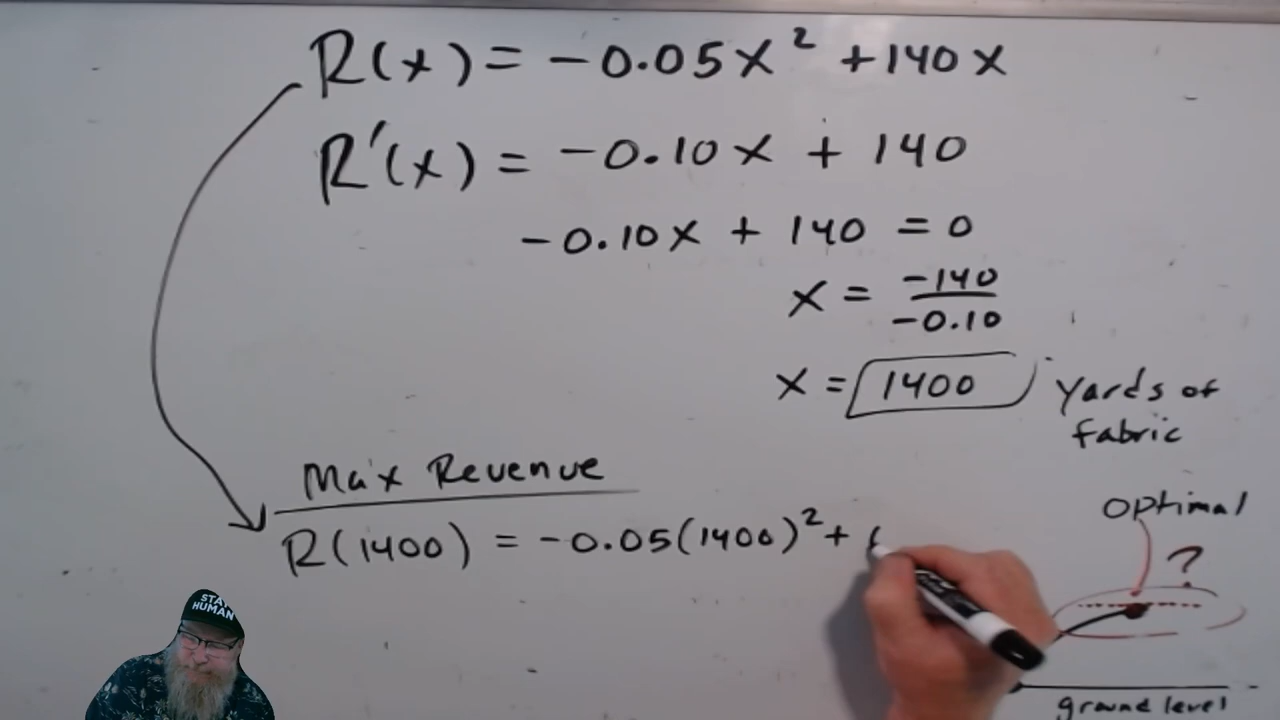 R(x) = -0.05x² + 140x
R'(x) = -0.10x + 140
-0.10x + 140 = 0
x = -140 / -0.10
x = 1400 Yards of
fabric
Max Revenue
R(1400) = -0.05(1400)² + (
optimal
?
ground level
STAY
HUMAN